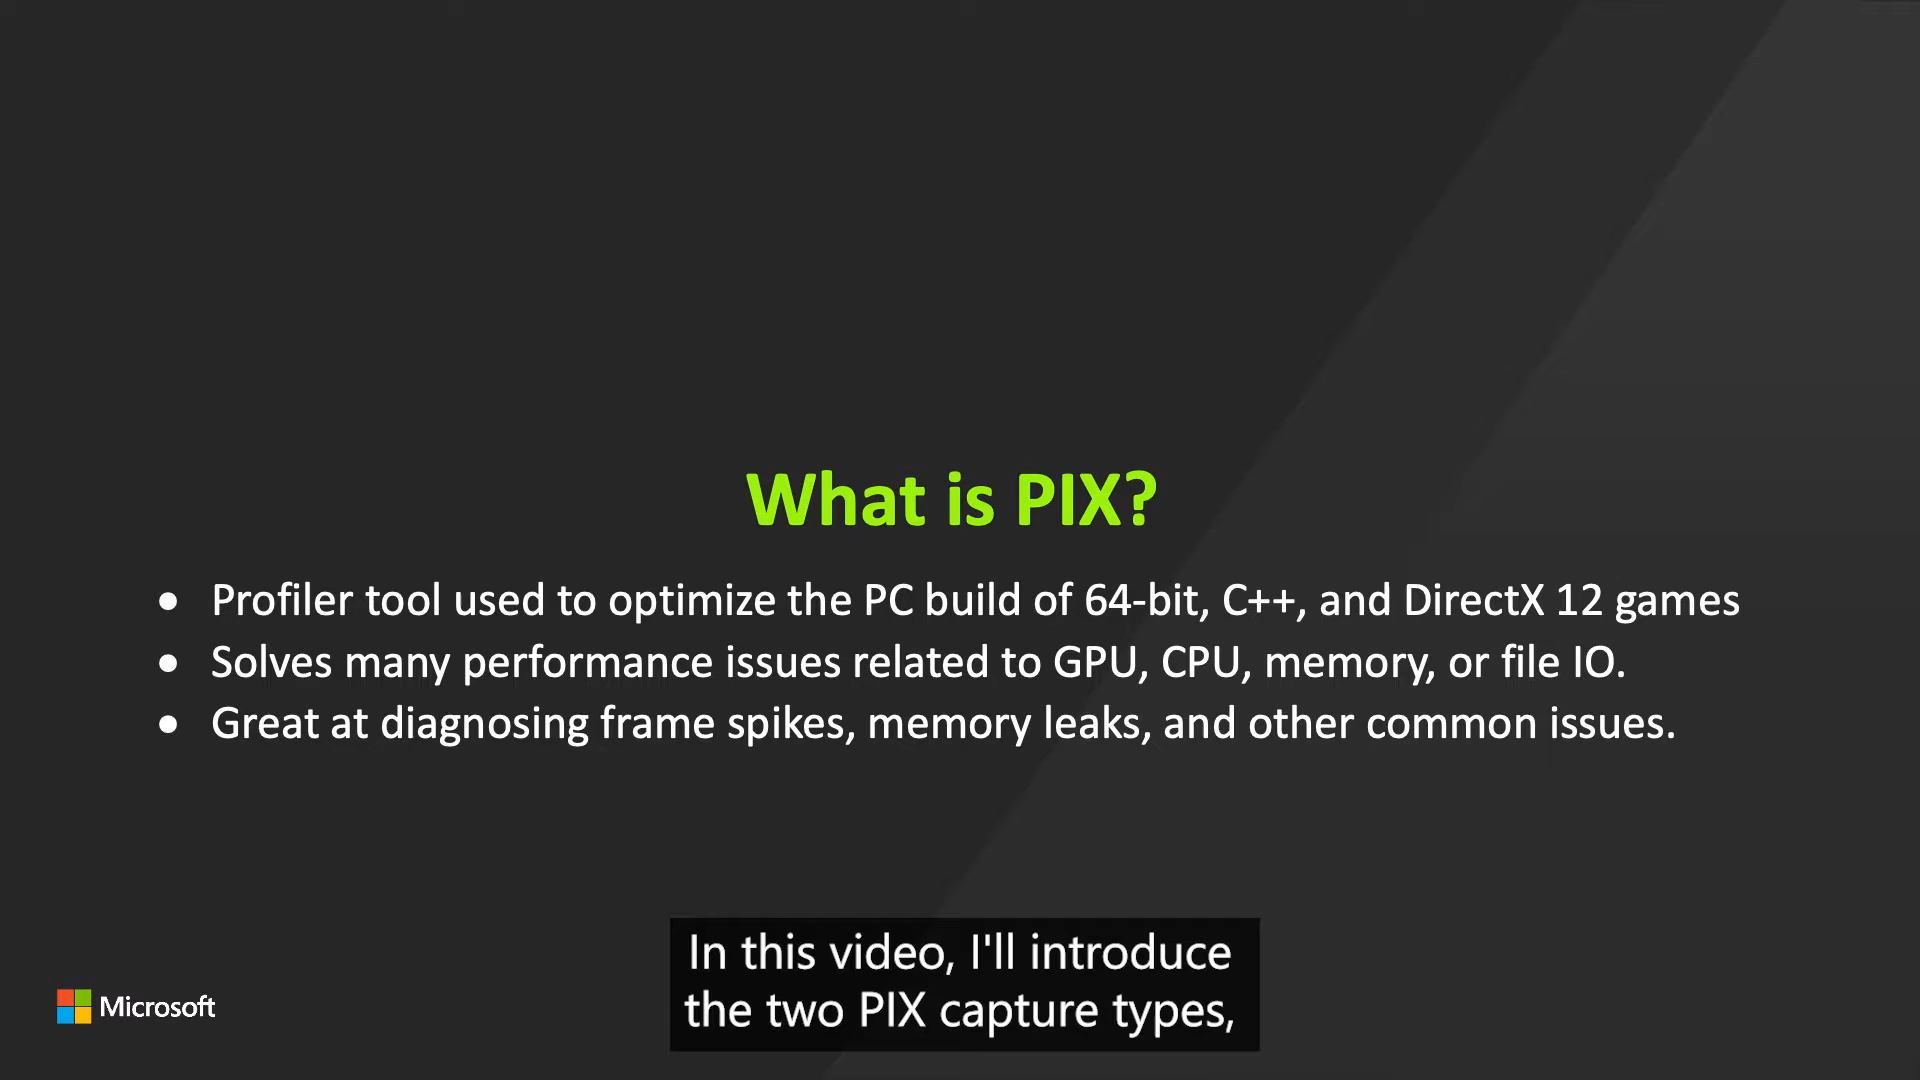 What is PIX?
• Profiler tool used to optimize the PC build of 64-bit, C++, and DirectX 12 games
• Solves many performance issues related to GPU, CPU, memory, or file IO.
• Great at diagnosing frame spikes, memory leaks, and other common issues.
In this video, I'll introduce
the two PIX capture types,
Microsoft